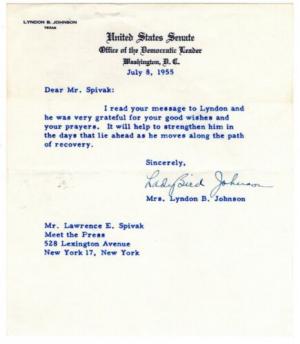 LYNDON B. JOHNSON
TEXAS
United States Senate
Office of the Democratic Leader
Washington, D. C.
July 8, 1955
Dear Mr. Spivak:
I read your message to Lyndon and
he was very grateful for your good wishes and
your prayers. It will help to strengthen him in
the days that lie ahead as he moves along the path
of recovery.
Sincerely,
Lady Bird Johnson
Mrs. Lyndon B. Johnson
Mr. Lawrence E. Spivak
Meet the Press
528 Lexington Avenue
New York 17, New York